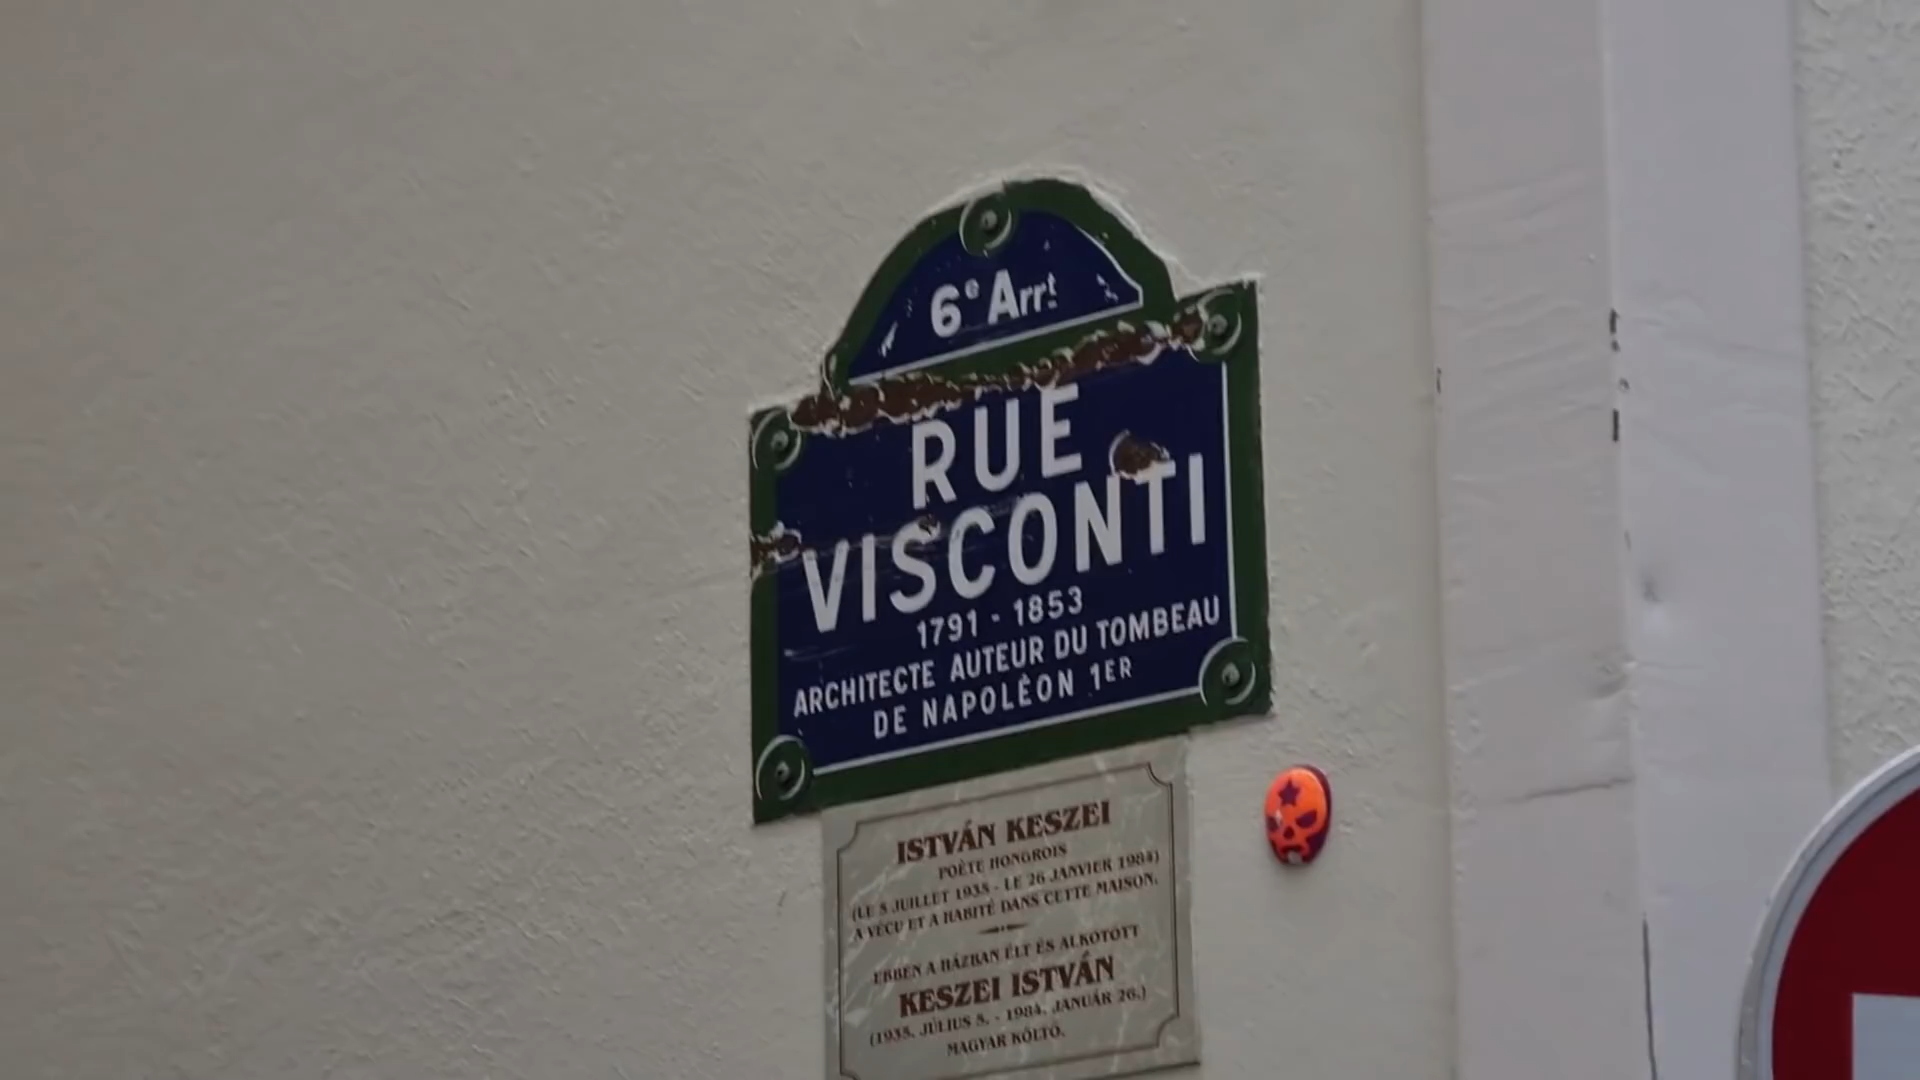 6e Arrt
RUE
VISCONTI
1791 - 1853
ARCHITECTE AUTEUR DU TOMBEAU
DE NAPOLÉON 1ER
ISTVÁN KESZEI
POÈTE HONGROIS
(LE 5 JUILLET 1935 - LE 26 JANVIER 1984)
A VÉCU ET A HABITÉ DANS CETTE MAISON.
EBBEN A HÁZBAN ÉLT ÉS ALKOTOTT
KESZEI ISTVÁN
(1935. JÚLIUS 5. - 1984. JANUÁR 26.)
MAGYAR KÖLTŐ.